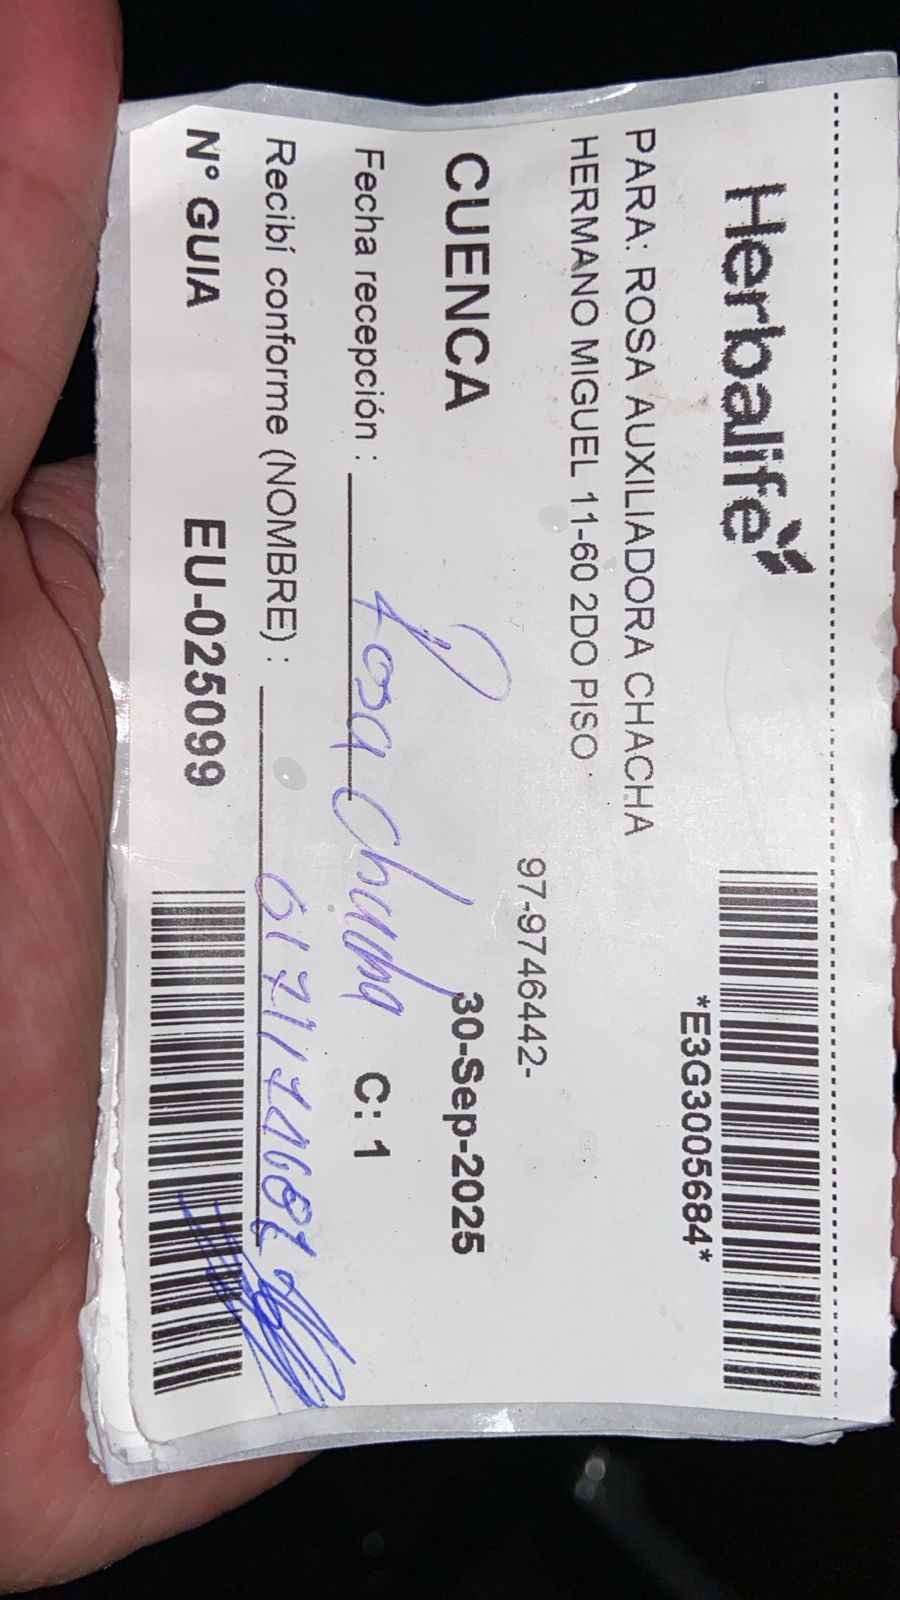 Herbalife
*E3G3005684*
PARA: ROSA AUXILIADORA CHACHA
HERMANO MIGUEL 11-60 2DO PISO
97-9746442-
CUENCA
30-Sep-2025
Fecha recepción : Rosa Chacha
C: 1
Recibí conforme (NOMBRE) :
N° GUIA EU-025099